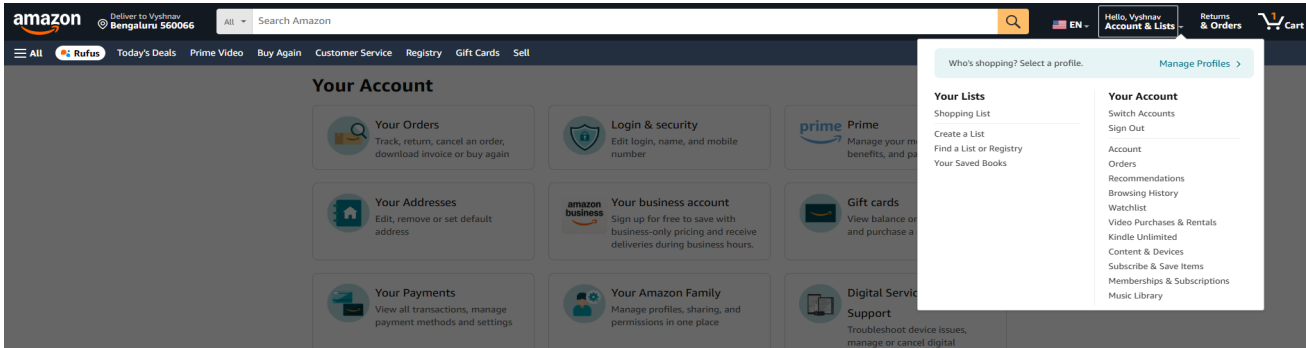 amazon
Deliver to Vyshnav
Bengaluru 560066
All
Search Amazon
EN
Hello, Vyshnav
Account & Lists
Returns
& Orders
1
Cart
All
Rufus
Today's Deals
Prime Video
Buy Again
Customer Service
Registry
Gift Cards
Sell
Who's shopping? Select a profile.
Manage Profiles
Your Lists
Shopping List
Create a List
Find a List or Registry
Your Saved Books
Your Account
Switch Accounts
Sign Out
Account
Orders
Recommendations
Browsing History
Watchlist
Video Purchases & Rentals
Kindle Unlimited
Content & Devices
Subscribe & Save Items
Memberships & Subscriptions
Music Library
Your Account
Your Orders
Track, return, cancel an order,
download invoice or buy again
Login & security
Edit login, name, and mobile
number
prime
Prime
Manage your
benefits, and
Your Addresses
Edit, remove or set default
address
amazon
business
Your business account
Sign up for free to save with
business-only pricing and receive
deliveries during business hours.
Gift cards
View balance or
and purchase a
Your Payments
View all transactions, manage
payment methods and settings
Your Amazon Family
Manage profiles, sharing, and
permissions in one place
Digital
Support
Troubleshoot device issues,
manage or cancel digital